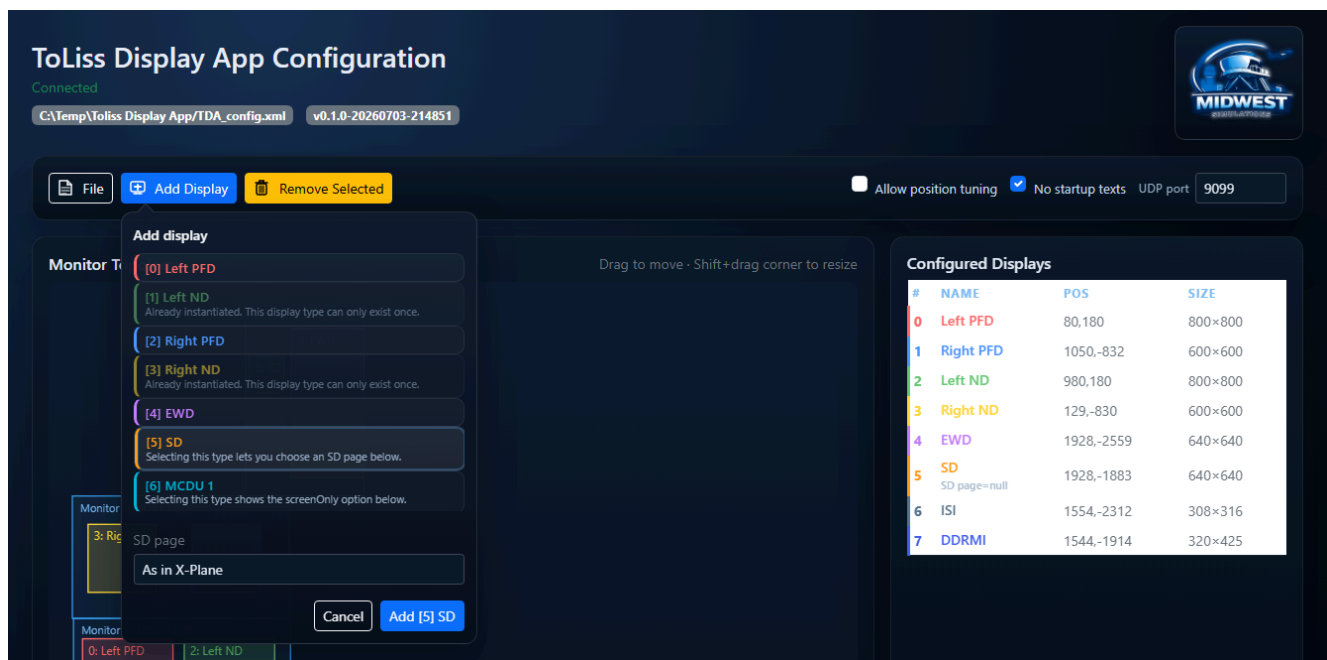 ToLiss Display App Configuration
Connected
C:\Temp\Toliss Display App/TDA_config.xml v0.1.0-20260703-214851
MIDWEST
SIMULATIONS
File Add Display Remove Selected Allow position tuning No startup texts UDP port 9099
Add display
[0] Left PFD
[1] Left ND
Already instantiated. This display type can only exist once.
[2] Right PFD
[3] Right ND
Already instantiated. This display type can only exist once.
[4] EWD
[5] SD
Selecting this type lets you choose an SD page below.
[6] MCDU 1
Selecting this type shows the screenOnly option below.
SD page
As in X-Plane
Cancel Add [5] SD
Monitor Drag to move · Shift+drag corner to resize
Monitor
3: Rig
Monitor
0: Left PFD 2: Left ND
Configured Displays
# NAME POS SIZE
0 Left PFD 80,180 800×800
1 Right PFD 1050,-832 600×600
2 Left ND 980,180 800×800
3 Right ND 129,-830 600×600
4 EWD 1928,-2559 640×640
5 SD 1928,-1883 640×640
SD page=null
6 ISI 1554,-2312 308×316
7 DDRMI 1544,-1914 320×425